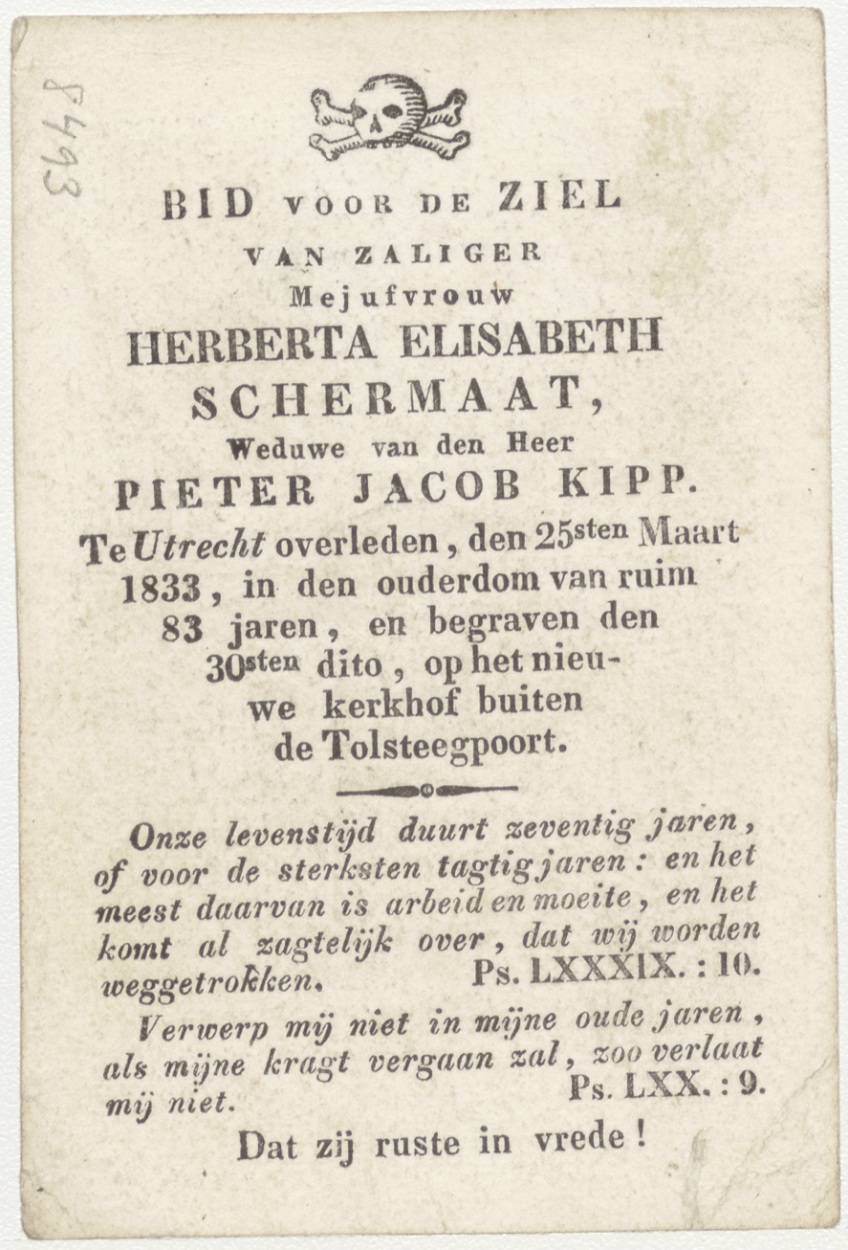 8493
BID VOOR DE ZIEL
VAN ZALIGER
Mejufvrouw
HERBERTA ELISABETH
SCHERMAAT,
Weduwe van den Heer
PIETER JACOB KIPP.
Te Utrecht overleden, den 25sten Maart
1833, in den ouderdom van ruim
83 jaren, en begraven den
30sten dito, op het nieu-
we kerkhof buiten
de Tolsteegpoort.
Onze levenstijd duurt zeventig jaren,
of voor de sterksten tagtig jaren: en het
meest daarvan is arbeid en moeite, en het
komt al zagtelijk over, dat wij worden
weggetrokken. Ps. LXXXIX.: 10.
Verwerp mij niet in mijne oude jaren,
als mijne kragt vergaan zal, zoo verlaat
mij niet. Ps. LXX.: 9.
Dat zij ruste in vrede!